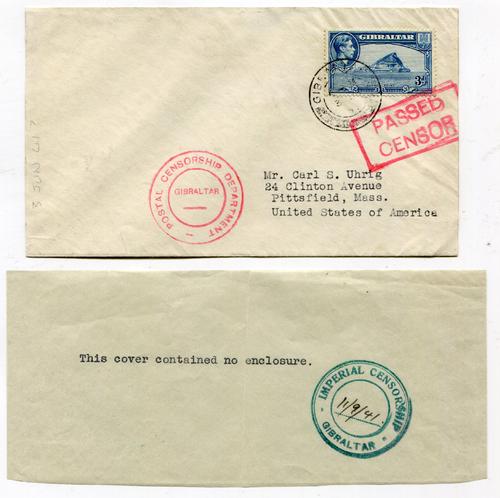 GIBRALTAR
3d
PASSED
CENSOR
POSTAL CENSORSHIP DEPARTMENT
GIBRALTAR
Mr. Carl S. Uhrig
24 Clinton Avenue
Pittsfield, Mass.
United States of America
This cover contained no enclosure.
IMPERIAL CENSORSHIP
11/9/41.
GIBRALTAR